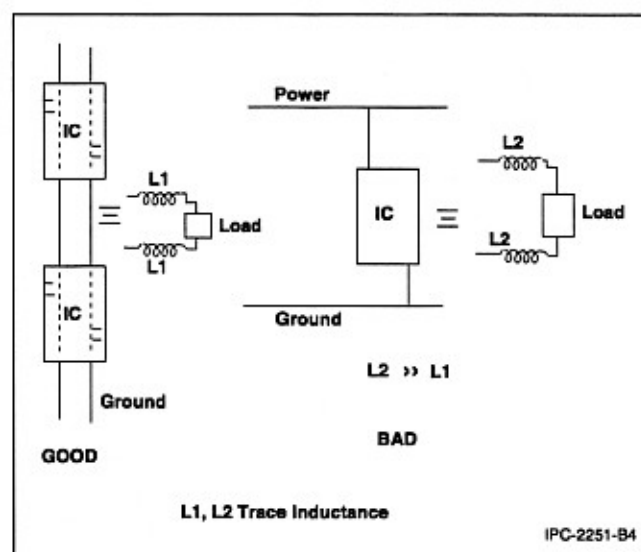 IC
L1
Load
L1
IC
Ground
GOOD
Power
IC
L2
Load
L2
Ground
L2 >> L1
BAD
L1, L2 Trace Inductance
IPC-2251-B4